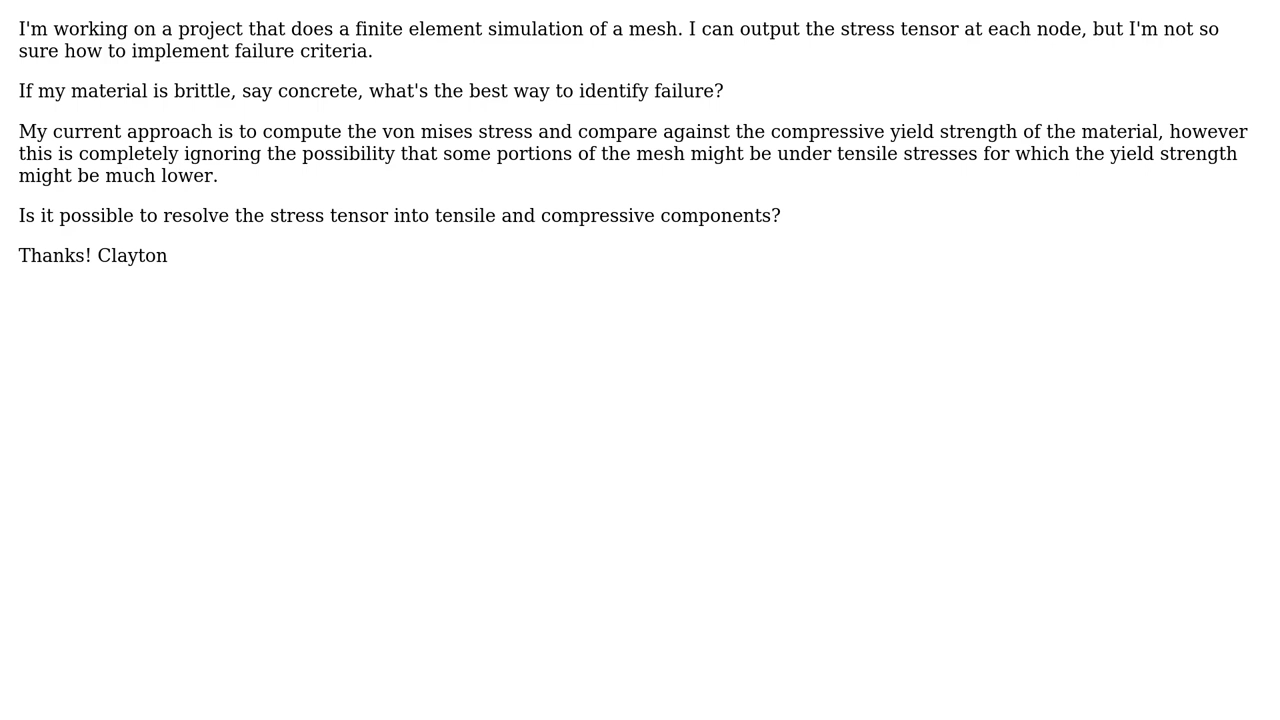 I'm working on a project that does a finite element simulation of a mesh. I can output the stress tensor at each node, but I'm not so
sure how to implement failure criteria.
If my material is brittle, say concrete, what's the best way to identify failure?
My current approach is to compute the von mises stress and compare against the compressive yield strength of the material, however
this is completely ignoring the possibility that some portions of the mesh might be under tensile stresses for which the yield strength
might be much lower.
Is it possible to resolve the stress tensor into tensile and compressive components?
Thanks! Clayton